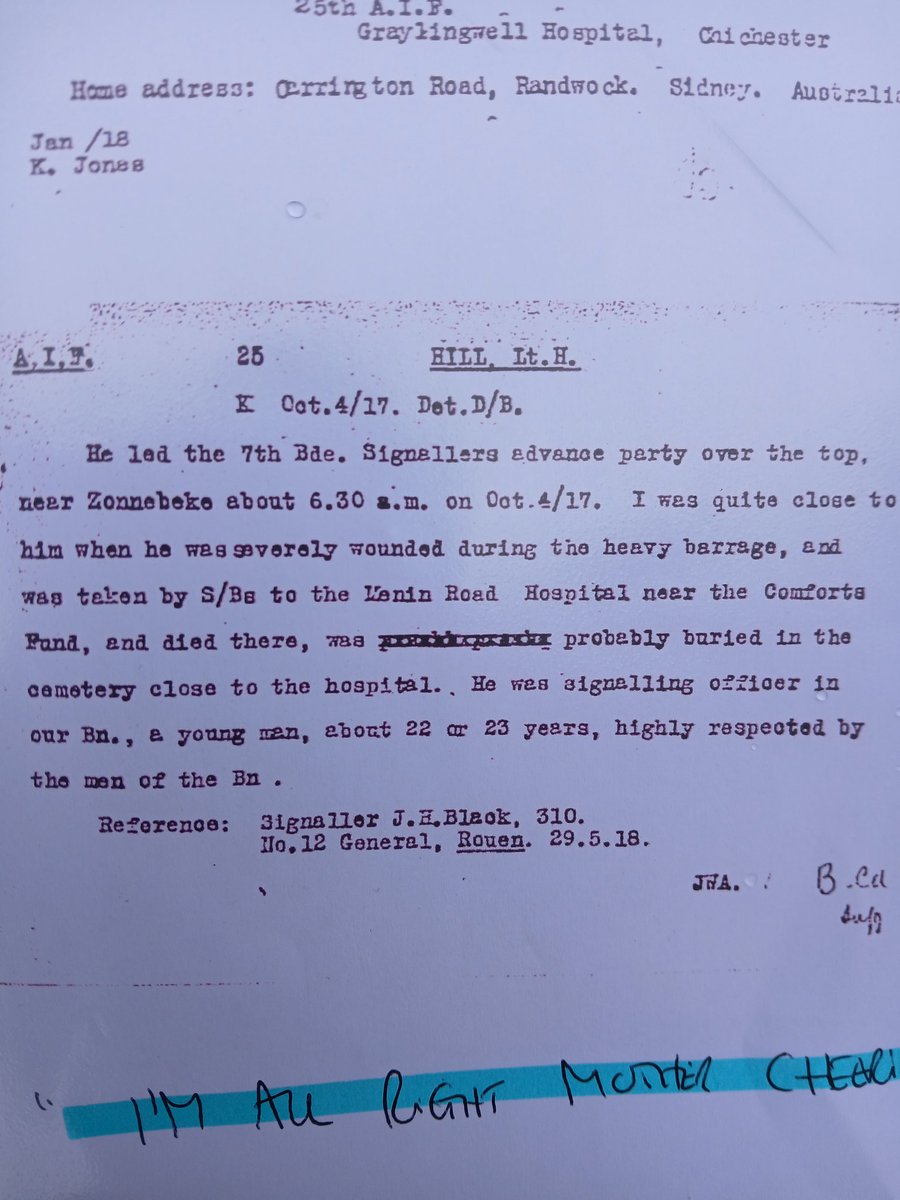 25th A.I.F.
Graylingwell Hospital, Chichester
Home address: Carrington Road, Randwock. Sidney. Australia
Jan /18
K. Jones
A.I.F. 25 HILL, Lt.H.
K Oct.4/17. Det.D/B.
He led the 7th Bde. Signallers advance party over the top,
near Zonnebeke about 6.30 a.m. on Oct.4/17. I was quite close to
him when he was severely wounded during the heavy barrage, and
was taken by S/Bs to the Menin Road Hospital near the Comforts
Fund, and died there, was probably buried in the
cemetery close to the hospital. He was signalling officer in
our Bn., a young man, about 22 or 23 years, highly respected by
the men of the Bn .
Reference: Signaller J.H.Black, 310.
No.12 General, Rouen. 29.5.18.
JWA. B.
" I'M ALL RIGHT MOTHER CHEERI